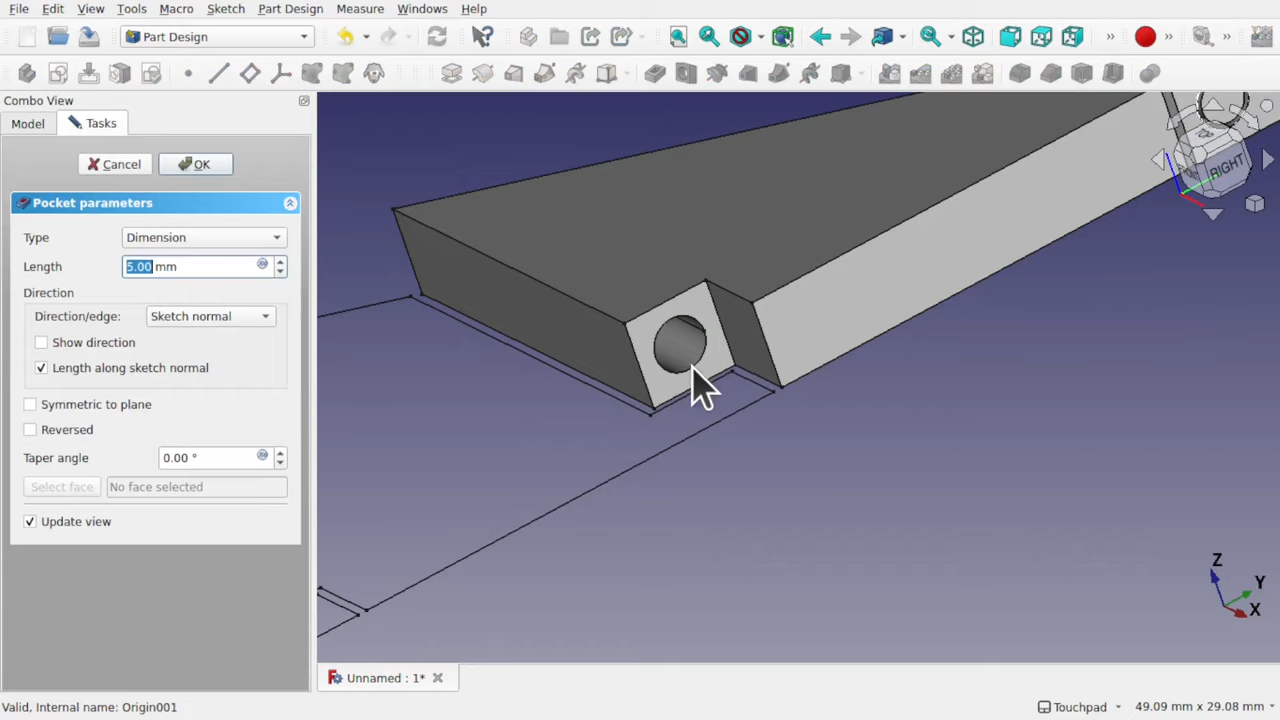 File Edit View Tools Macro Sketch Part Design Measure Windows Help
Part Design
Combo View
Model Tasks
Cancel OK
Pocket parameters
Type Dimension
Length 5.00 mm
Direction
Direction/edge: Sketch normal
Show direction
Length along sketch normal
Symmetric to plane
Reversed
Taper angle 0.00 °
Select face No face selected
Update view
RIGHT
Z
Y
X
Unnamed : 1*
Valid, Internal name: Origin001 Touchpad 49.09 mm x 29.08 mm